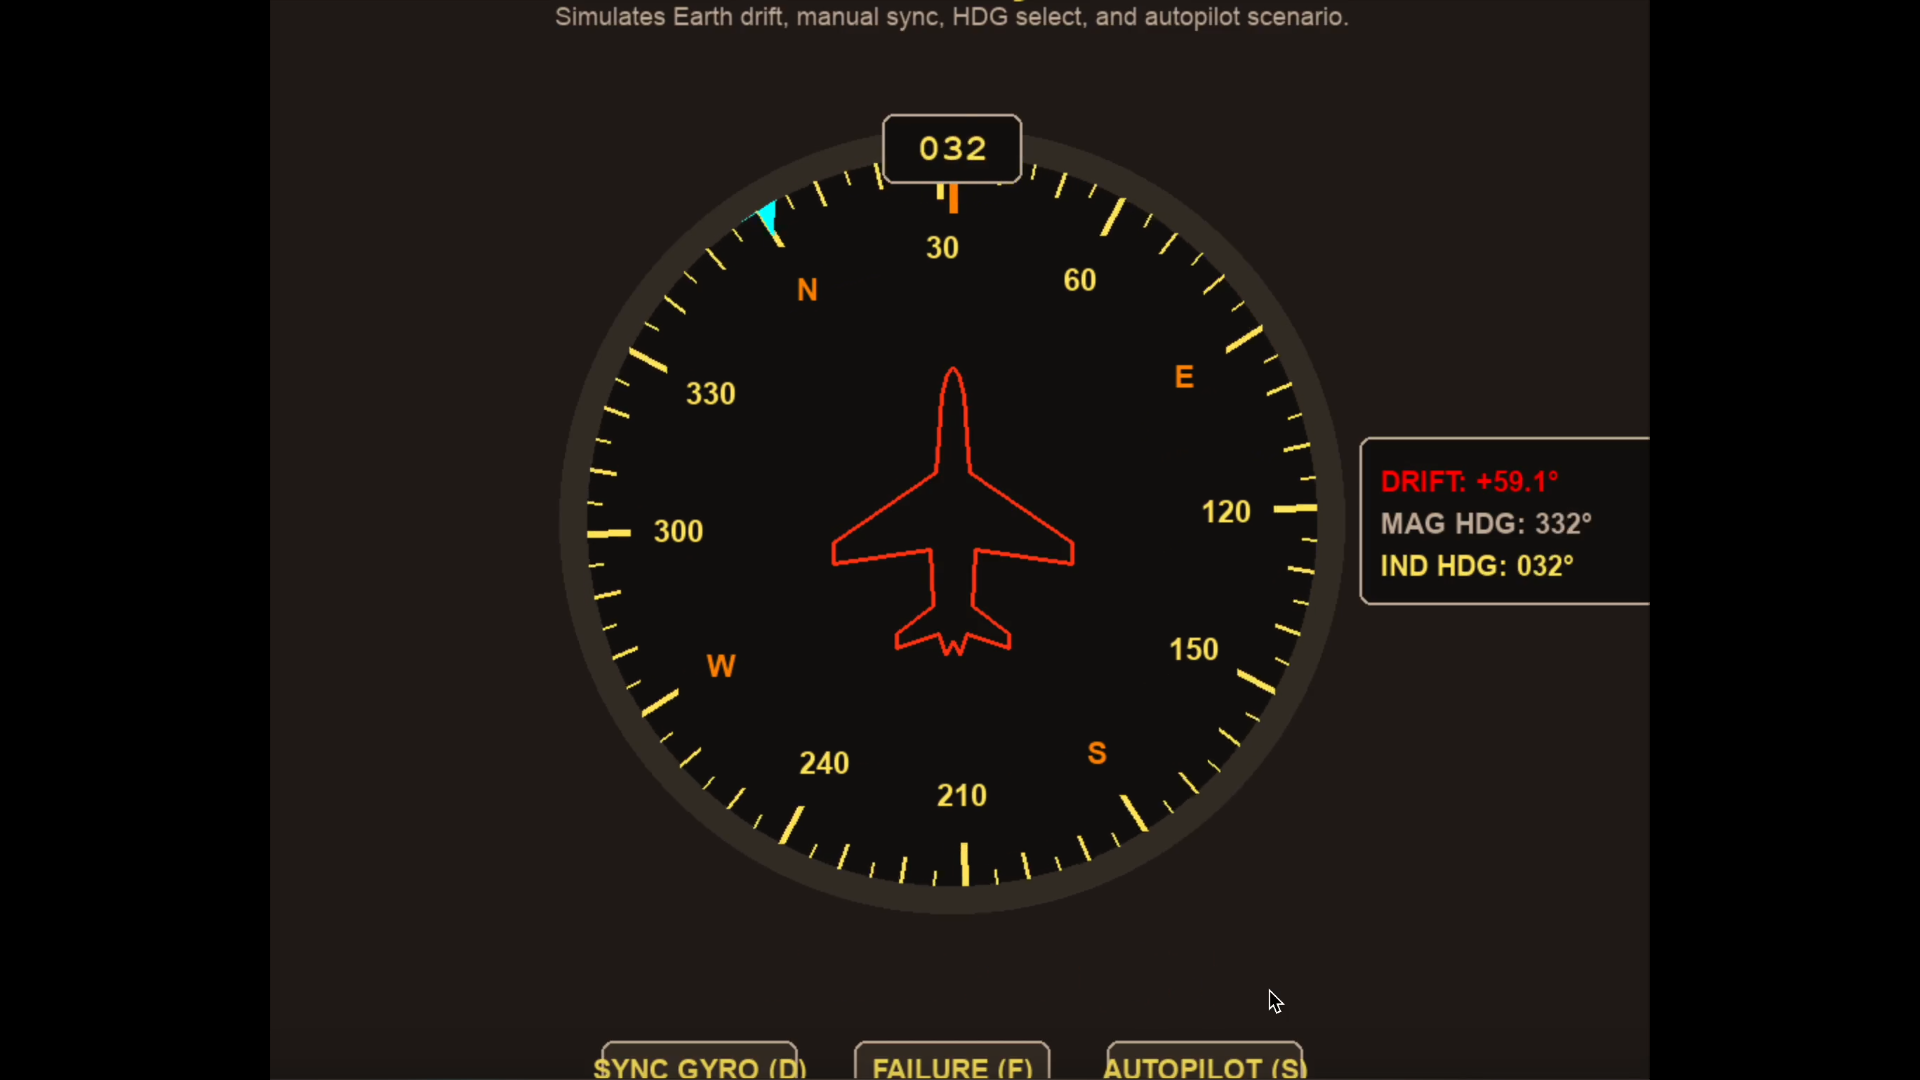 Simulates Earth drift, manual sync, HDG select, and autopilot scenario.
032
30
60
N
E
330
120
300
DRIFT: +59.1°
MAG HDG: 332°
IND HDG: 032°
150
W
S
240
210
SYNC GYRO (D)
FAILURE (F)
AUTOPILOT (S)